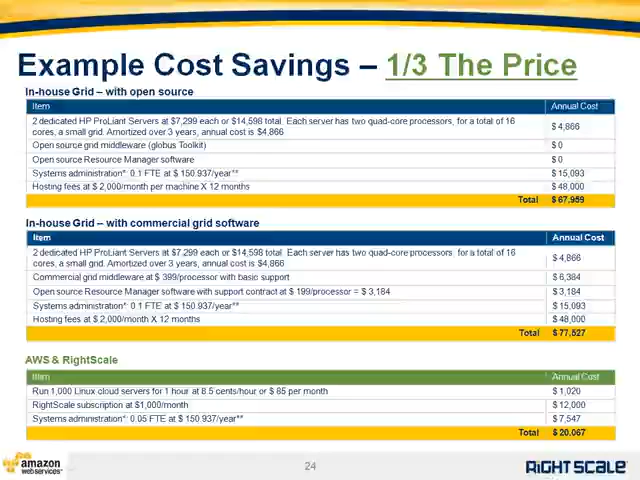 Example Cost Savings – 1/3 The Price
In-house Grid – with open source
Item Annual Cost
2 dedicated HP ProLiant Servers at $7,299 each or $14,598 total. Each server has two quad-core processors, for a total of 16 $ 4,866
cores, a small grid. Amortized over 3 years, annual cost is $4,866
Open source grid middleware (globus Toolkit) $ 0
Open source Resource Manager software $ 0
Systems administration*: 0.1 FTE at $ 150.937/year** $ 15,093
Hosting fees at $ 2,000/month per machine X 12 months $ 48,000
Total $ 67,959
In-house Grid – with commercial grid software
Item Annual Cost
2 dedicated HP ProLiant Servers at $7,299 each or $14,598 total. Each server has two quad-core processors, for a total of 16 $ 4,866
cores, a small grid. Amortized over 3 years, annual cost is $4,866
Commercial grid middleware at $ 399/processor with basic support $ 6,384
Open source Resource Manager software with support contract at $ 199/processor = $ 3,184 $ 3,184
Systems administration*: 0.1 FTE at $ 150.937/year** $ 15,093
Hosting fees at $ 2,000/month X 12 months $ 48,000
Total $ 77,527
AWS & RightScale
Item Annual Cost
Run 1,000 Linux cloud servers for 1 hour at 8.5 cents/hour or $ 85 per month $ 1,020
RightScale subscription at $1,000/month $ 12,000
Systems administration*: 0.05 FTE at $ 150.937/year** $ 7,547
Total $ 20,067
amazon
webservices
24
RIGHTSCALE